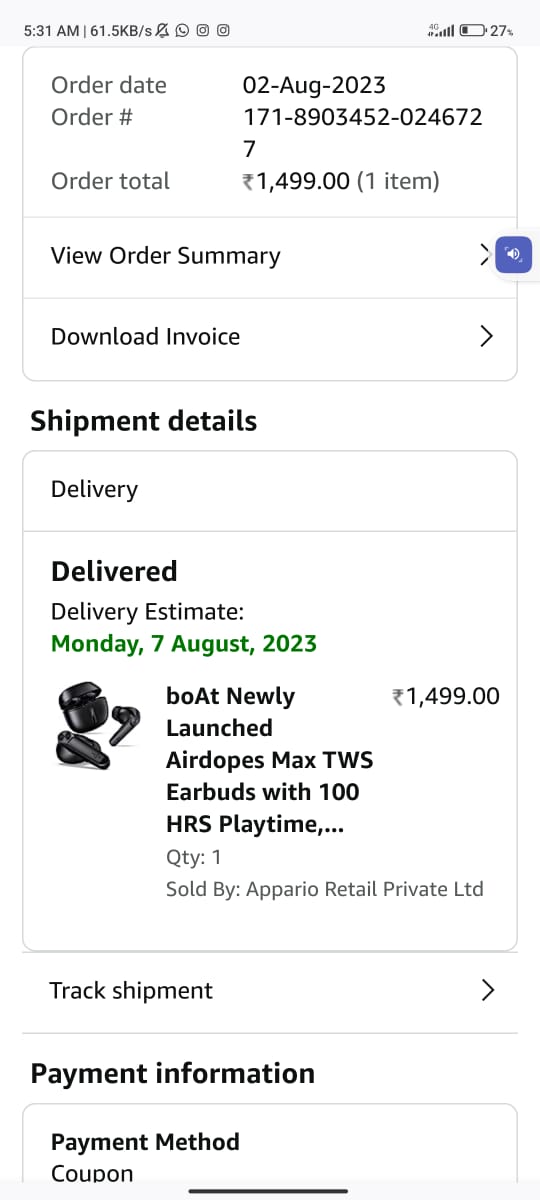 5:31 AM | 61.5KB/s 4G 27%
Order date 02-Aug-2023
Order # 171-8903452-024672
7
Order total ₹1,499.00 (1 item)
View Order Summary
Download Invoice
Shipment details
Delivery
Delivered
Delivery Estimate:
Monday, 7 August, 2023
boAt Newly ₹1,499.00
Launched
Airdopes Max TWS
Earbuds with 100
HRS Playtime,...
Qty: 1
Sold By: Appario Retail Private Ltd
Track shipment
Payment information
Payment Method
Coupon